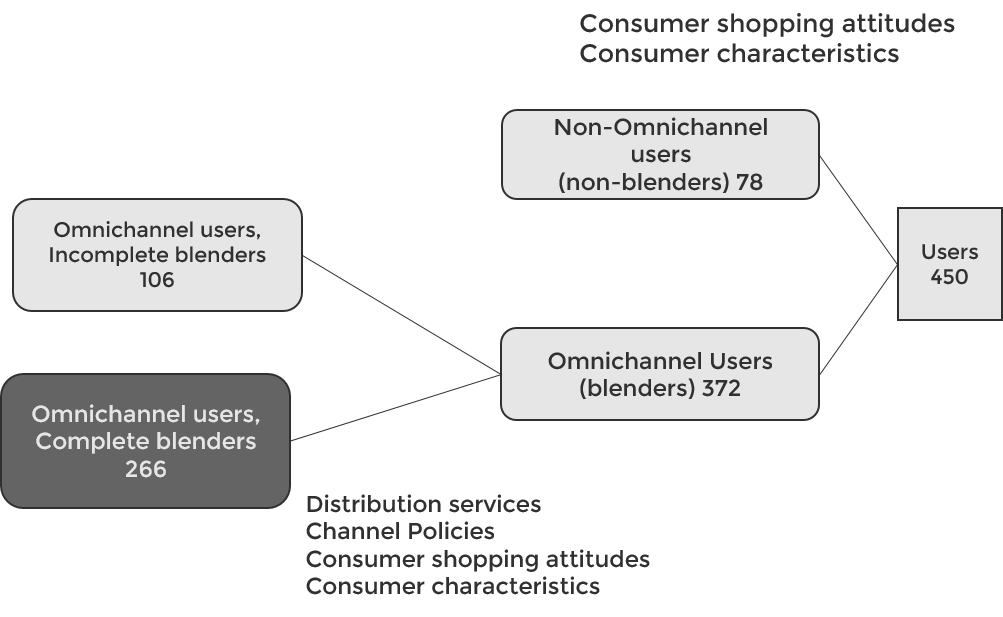 Consumer shopping attitudes
Consumer characteristics
Non-Omnichannel
users
(non-blenders) 78
Omnichannel users,
Incomplete blenders
106
Users
450
Omnichannel Users
(blenders) 372
Omnichannel users,
Complete blenders
266
Distribution services
Channel Policies
Consumer shopping attitudes
Consumer characteristics